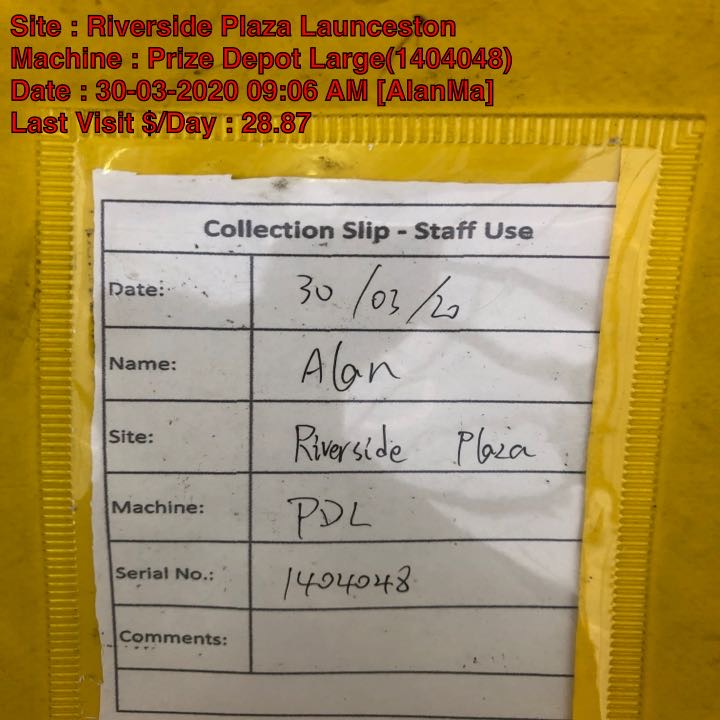 Site : Riverside Plaza Launceston
Machine : Prize Depot Large(1404048)
Date : 30-03-2020 09:06 AM [AlanMa]
Last Visit $/Day : 28.87
Collection Slip - Staff Use
Date: 30/03/20
Name: Alan
Site: Riverside Plaza
Machine: PDL
Serial No.: 1404048
Comments: